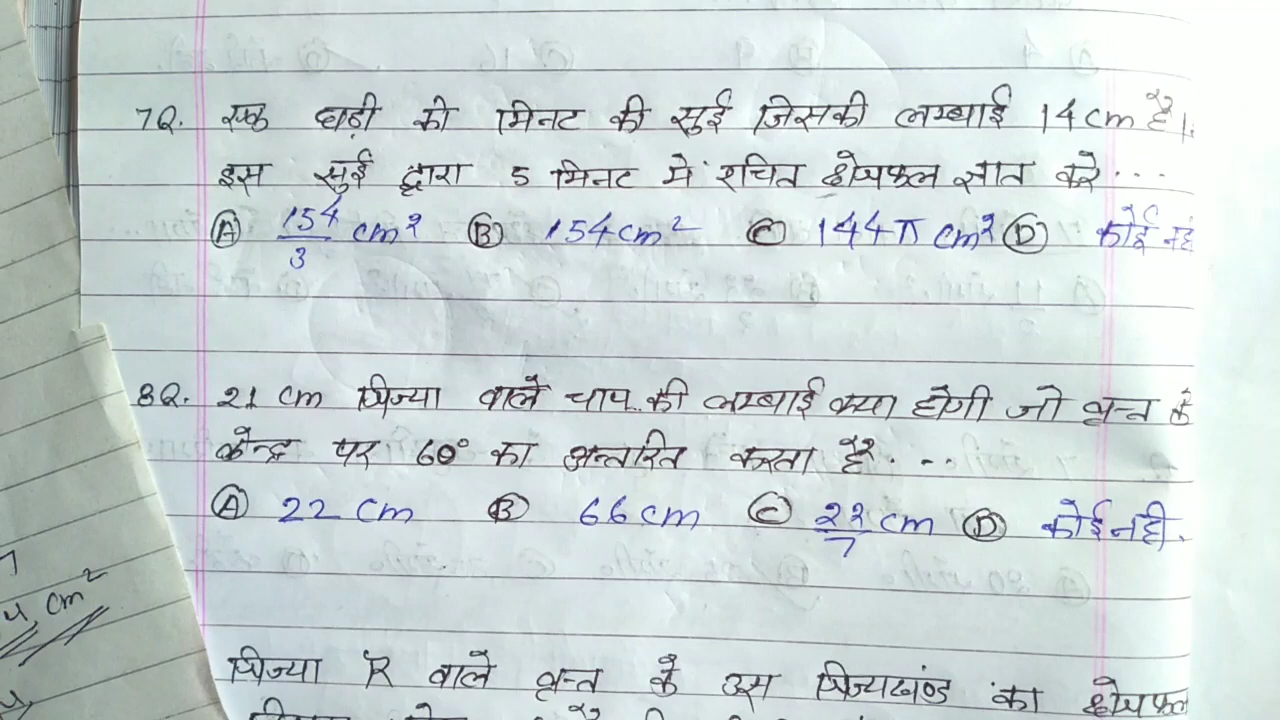 7Q. एक घड़ी की मिनट की सुई जिसकी लम्बाई 14 cm है।
इस सुई द्वारा 5 मिनट में रचित क्षेत्रफल ज्ञात करे...
(A) 154/3 cm² (B) 154 cm² (C) 144π cm² (D) कोई नहीं
8Q. 21 cm त्रिज्या वाले चाप की लम्बाई क्या होगी जो वृत्त के
केन्द्र पर 60° का अन्तरित करता है...
(A) 22 cm (B) 66 cm (C) 22/7 cm (D) कोई नही.
cm²
त्रिज्या R वाले वृत्त के उस त्रिज्यखंड का क्षेत्रफल